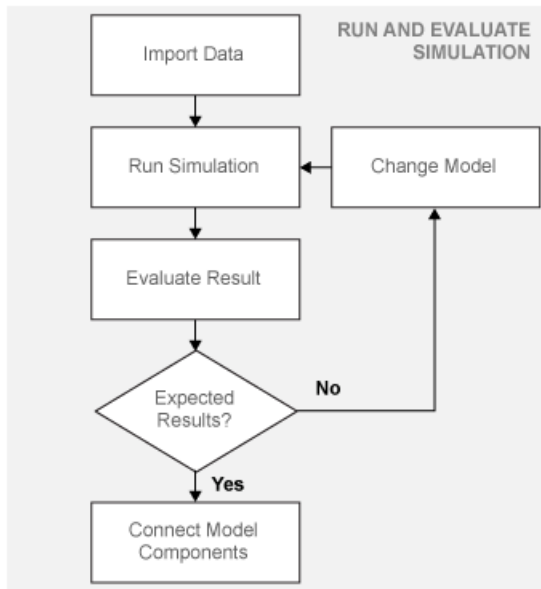 RUN AND EVALUATE
SIMULATION
Import Data
Run Simulation
Change Model
Evaluate Result
Expected
Results?
No
Yes
Connect Model
Components